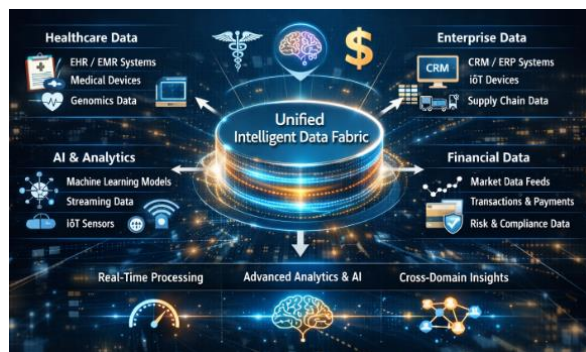 Healthcare Data
EHR / EMR Systems
Medical Devices
Genomics Data
Enterprise Data
CRM
CRM / ERP Systems
iöT Devices
Supply Chain Data
Unified
Intelligent Data Fabric
AI & Analytics
Machine Learning Models
Streaming Data
iöT Sensors
Financial Data
Market Data Feeds
Transactions & Payments
Risk & Compliance Data
Real-Time Processing
Advanced Analytics & AI
Cross-Domain Insights